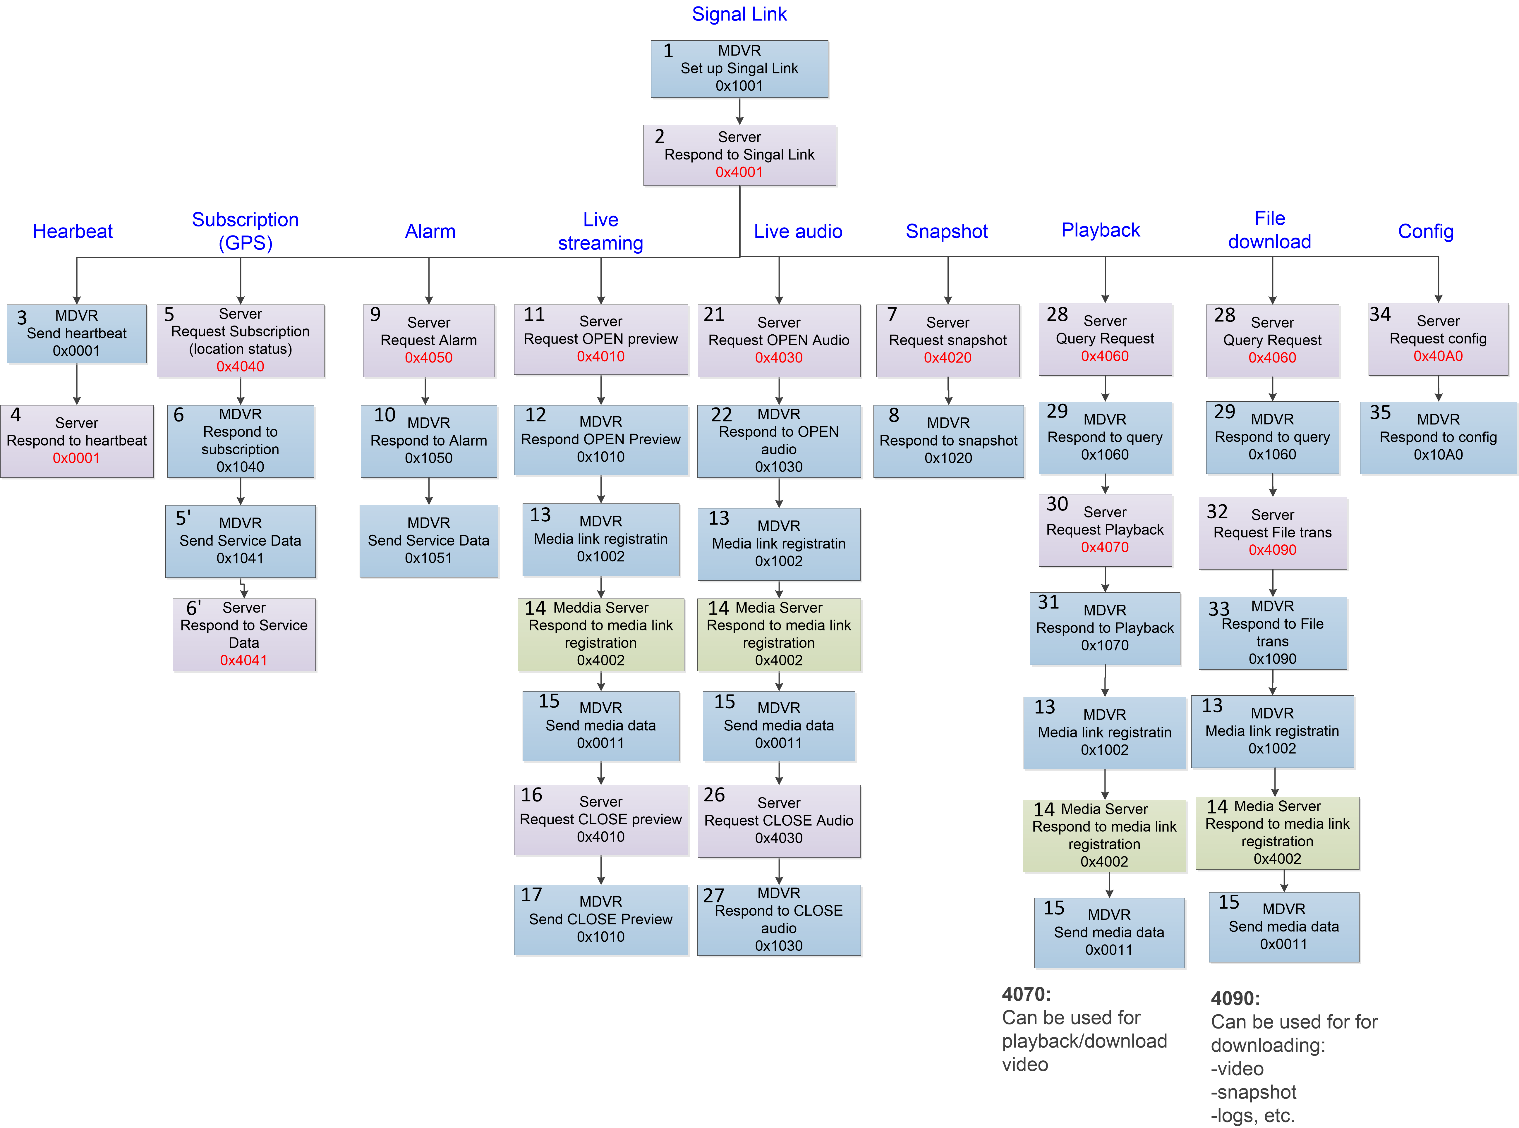 Signal Link
1
MDVR
Set up Singal Link
0x1001
2
Server
Respond to Singal Link
0x4001
Hearbeat
3
MDVR
Send heartbeat
0x0001
4
Server
Respond to heartbeat
0x0001
Subscription
(GPS)
5
Server
Request Subscription
(location status)
0x4040
6
MDVR
Respond to
subscription
0x1040
5'
MDVR
Send Service Data
0x1041
6'
Server
Respond to Service
Data
0x4041
Alarm
9
Server
Request Alarm
0x4050
10
MDVR
Respond to Alarm
0x1050
MDVR
Send Service Data
0x1051
Live
streaming
11
Server
Request OPEN preview
0x4010
12
MDVR
Respond OPEN Preview
0x1010
13
MDVR
Media link registratin
0x1002
14
Meddia Server
Respond to media link
registration
0x4002
15
MDVR
Send media data
0x0011
16
Server
Request CLOSE preview
0x4010
17
MDVR
Send CLOSE Preview
0x1010
Live audio
21
Server
Request OPEN Audio
0x4030
22
MDVR
Respond to OPEN
audio
0x1030
13
MDVR
Media link registratin
0x1002
14
Media Server
Respond to media link
registration
0x4002
15
MDVR
Send media data
0x0011
26
Server
Request CLOSE Audio
0x4030
27
MDVR
Respond to CLOSE
audio
0x1030
Snapshot
7
Server
Request snapshot
0x4020
8
MDVR
Respond to snapshot
0x1020
Playback
28
Server
Query Request
0x4060
29
MDVR
Respond to query
0x1060
30
Server
Request Playback
0x4070
31
MDVR
Respond to Playback
0x1070
13
MDVR
Media link registratin
0x1002
14
Media Server
Respond to media link
registration
0x4002
15
MDVR
Send media data
0x0011
4070:
Can be used for
playback/download
video
File
download
28
Server
Query Request
0x4060
29
MDVR
Respond to query
0x1060
32
Server
Request File trans
0x4090
33
MDVR
Respond to File
trans
0x1090
13
MDVR
Media link registratin
0x1002
14
Media Server
Respond to media link
registration
0x4002
15
MDVR
Send media data
0x0011
4090:
Can be used for for
downloading:
-video
-snapshot
-logs, etc.
Config
34
Server
Request config
0x40A0
35
MDVR
Respond to config
0x10A0